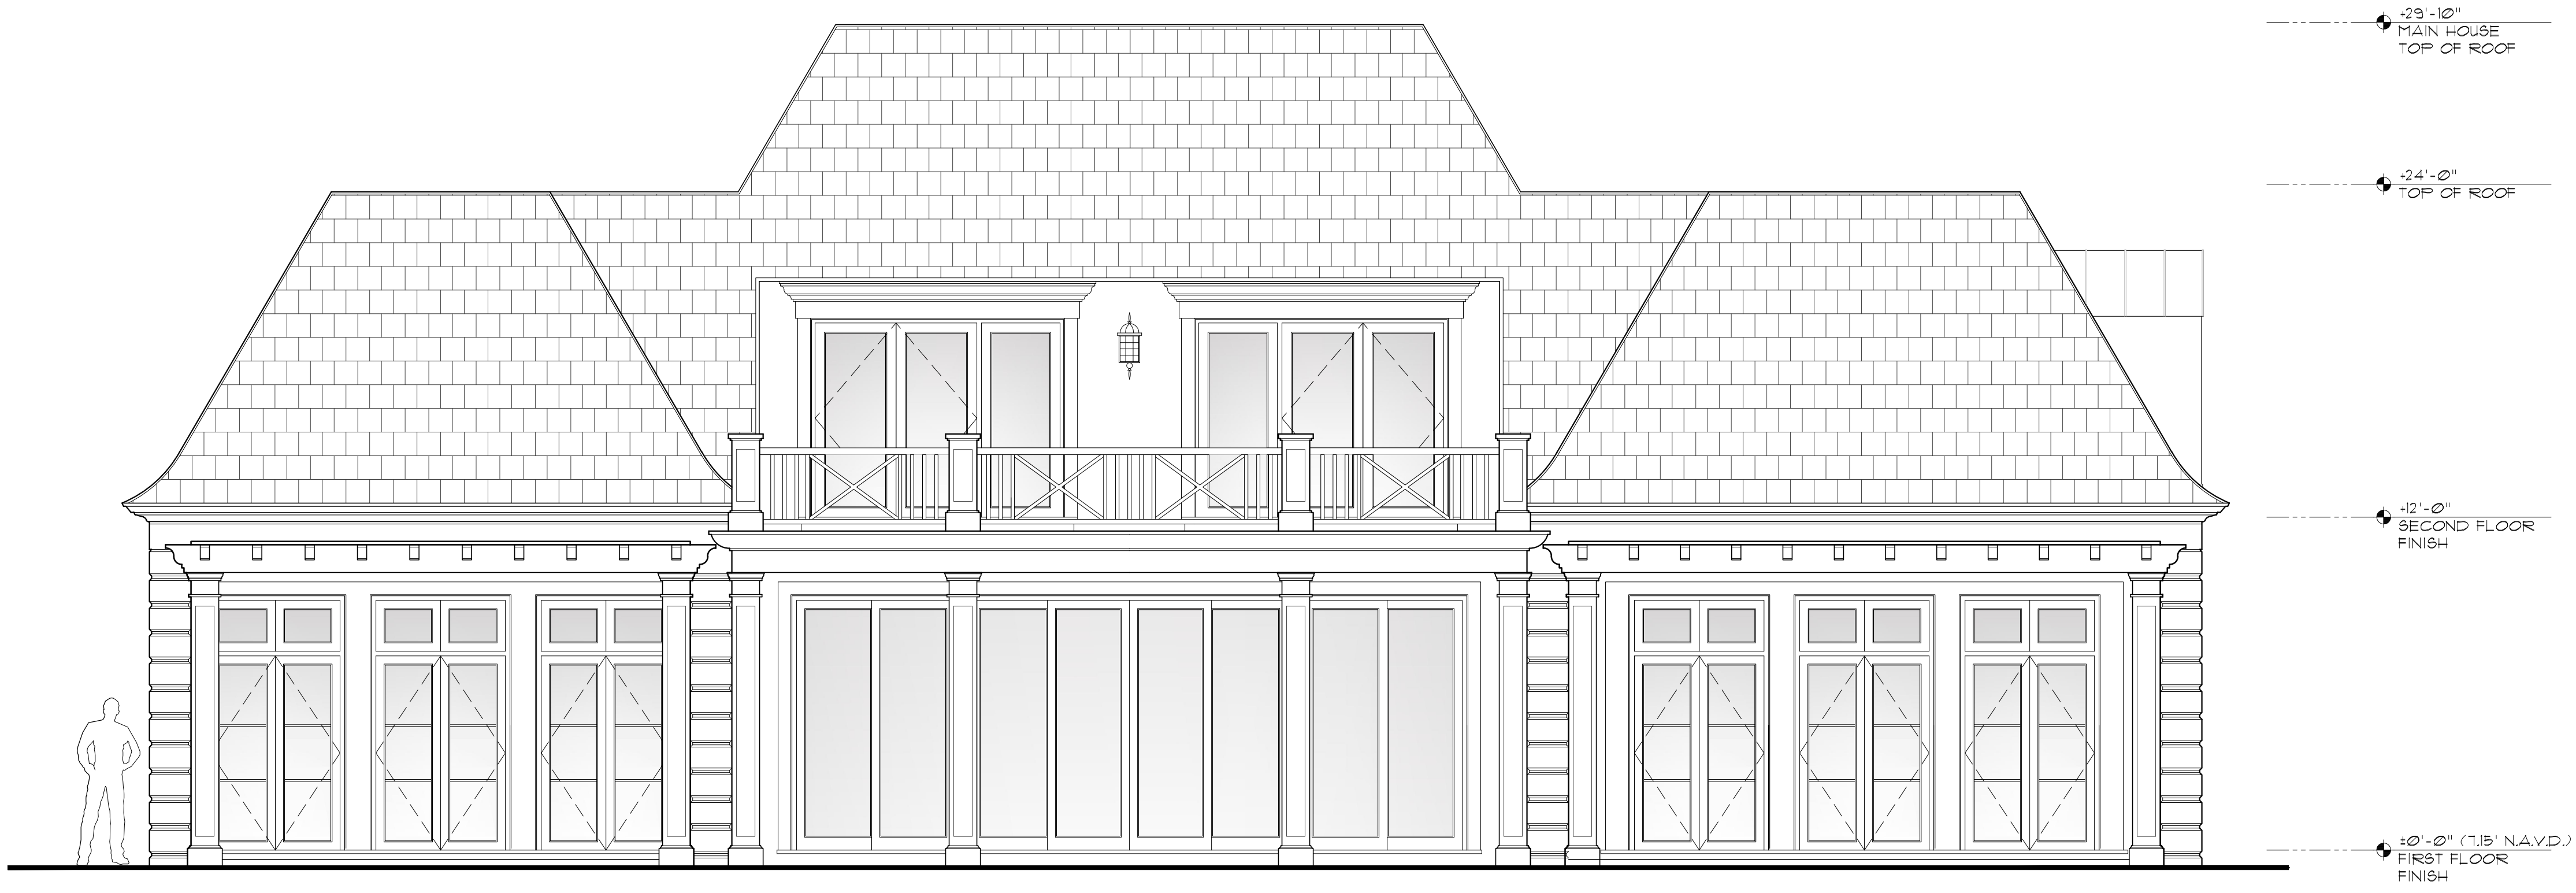 +29'-10"
MAIN HOUSE
TOP OF ROOF
+24'-0"
TOP OF ROOF
+12'-0"
SECOND FLOOR
FINISH
±0'-0" (7.15' N.A.V.D.)
FIRST FLOOR
FINISH